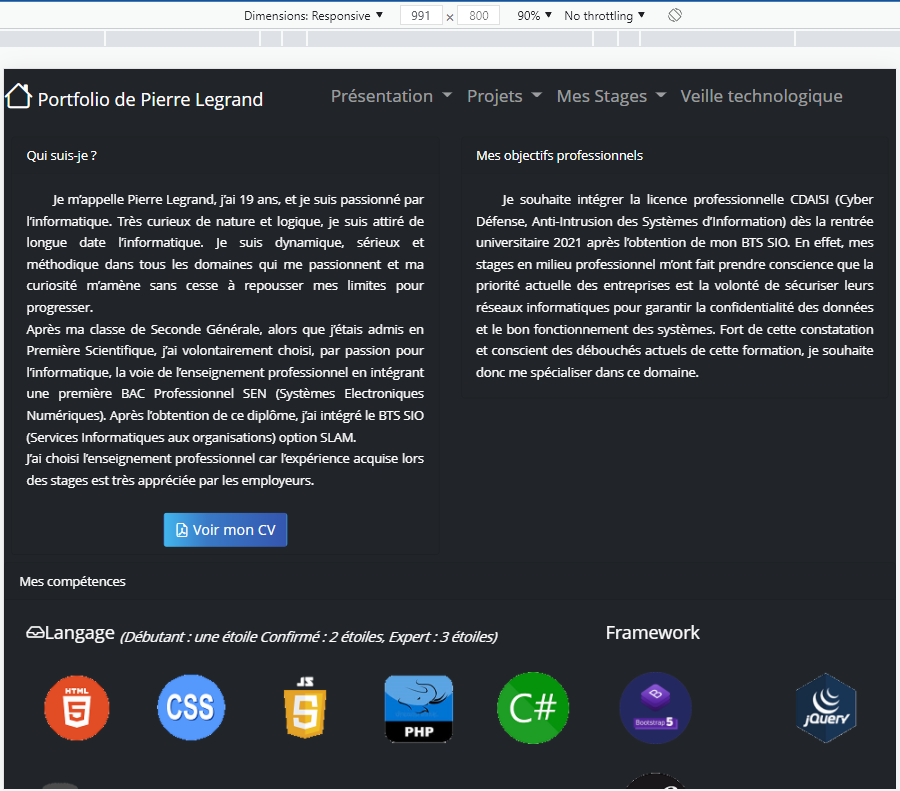 Dimensions: Responsive ▼ 991 × 800 90% ▼ No throttling ▼
Portfolio de Pierre Legrand
Présentation Projets Mes Stages Veille technologique
Qui suis-je ?
Je m'appelle Pierre Legrand, j'ai 19 ans, et je suis passionné par
l'informatique. Très curieux de nature et logique, je suis attiré de
longue date l'informatique. Je suis dynamique, sérieux et
méthodique dans tous les domaines qui me passionnent et ma
curiosité m'amène sans cesse à repousser mes limites pour
progresser.
Après ma classe de Seconde Générale, alors que j'étais admis en
Première Scientifique, j'ai volontairement choisi, par passion pour
l'informatique, la voie de l'enseignement professionnel en intégrant
une première BAC Professionnel SEN (Systèmes Electroniques
Numériques). Après l'obtention de ce diplôme, j'ai intégré le BTS SIO
(Services Informatiques aux organisations) option SLAM.
J'ai choisi l'enseignement professionnel car l'expérience acquise lors
des stages est très appréciée par les employeurs.
Voir mon CV
Mes objectifs professionnels
Je souhaite intégrer la licence professionnelle CDAISI (Cyber
Défense, Anti-Intrusion des Systèmes d'Information) dès la rentrée
universitaire 2021 après l'obtention de mon BTS SIO. En effet, mes
stages en milieu professionnel m'ont fait prendre conscience que la
priorité actuelle des entreprises est la volonté de sécuriser leurs
réseaux informatiques pour garantir la confidentialité des données
et le bon fonctionnement des systèmes. Fort de cette constatation
et conscient des débouchés actuels de cette formation, je souhaite
donc me spécialiser dans ce domaine.
Mes compétences
Langage (Débutant : une étoile Confirmé : 2 étoiles, Expert : 3 étoiles)
Framework
HTML 5
CSS
JS 5
PHP
C#
B Bootstrap 5
jQuery